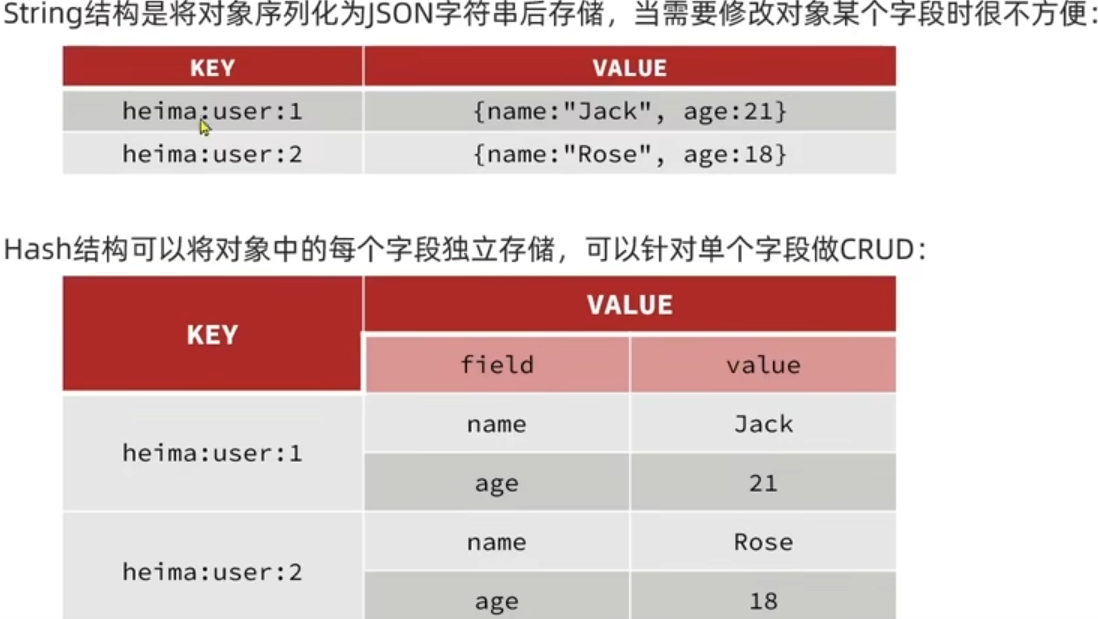 String结构是将对象序列化为JSON字符串后存储，当需要修改对象某个字段时很不方便：
KEY VALUE
heima:user:1 {name:"Jack", age:21}
heima:user:2 {name:"Rose", age:18}
Hash结构可以将对象中的每个字段独立存储，可以针对单个字段做CRUD：
KEY VALUE
field value
heima:user:1 name Jack
age 21
heima:user:2 name Rose
age 18